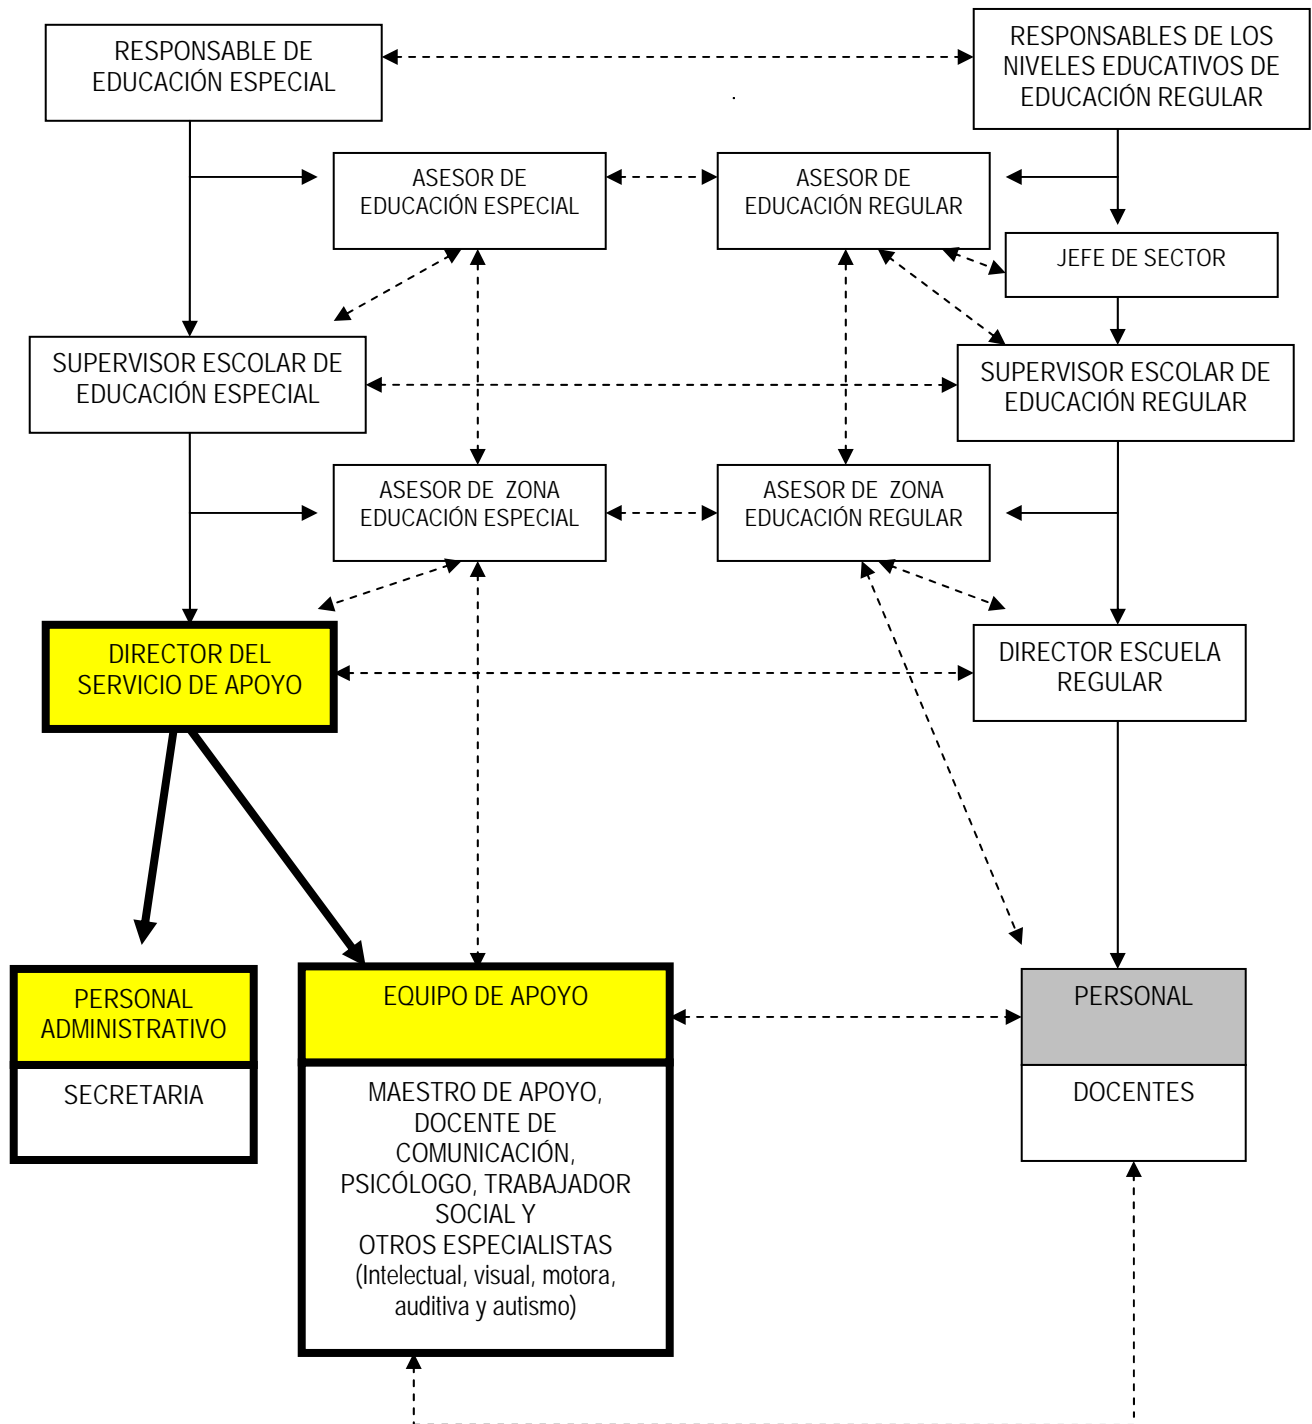 RESPONSABLE DE
EDUCACIÓN ESPECIAL
RESPONSABLES DE LOS
NIVELES EDUCATIVOS DE
EDUCACIÓN REGULAR
.
ASESOR DE
EDUCACIÓN ESPECIAL
ASESOR DE
EDUCACIÓN REGULAR
JEFE DE SECTOR
SUPERVISOR ESCOLAR DE
EDUCACIÓN ESPECIAL
SUPERVISOR ESCOLAR DE
EDUCACIÓN REGULAR
ASESOR DE ZONA
EDUCACIÓN ESPECIAL
ASESOR DE ZONA
EDUCACIÓN REGULAR
DIRECTOR DEL
SERVICIO DE APOYO
DIRECTOR ESCUELA
REGULAR
PERSONAL
ADMINISTRATIVO
SECRETARIA
EQUIPO DE APOYO
MAESTRO DE APOYO,
DOCENTE DE
COMUNICACIÓN,
PSICÓLOGO, TRABAJADOR
SOCIAL Y
OTROS ESPECIALISTAS
(Intelectual, visual, motora,
auditiva y autismo)
PERSONAL
DOCENTES